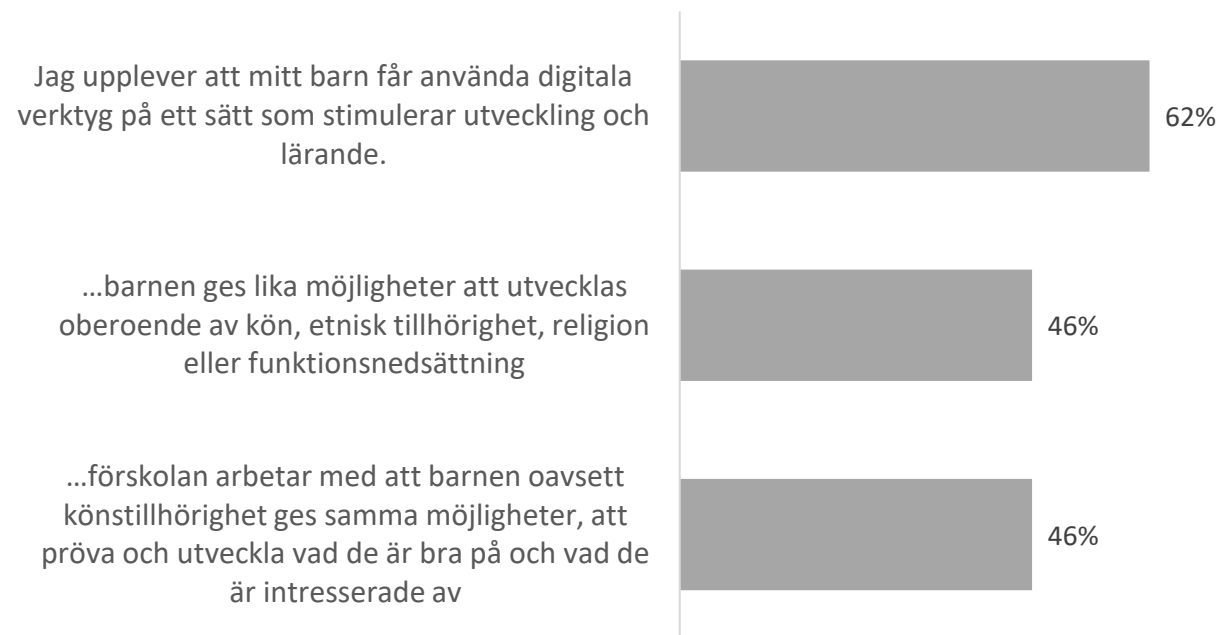 Jag upplever att mitt barn får använda digitala
verktyg på ett sätt som stimulerar utveckling och
lärande.
62%
...barnen ges lika möjligheter att utvecklas
oberoende av kön, etnisk tillhörighet, religion
eller funktionsnedsättning
46%
...förskolan arbetar med att barnen oavsett
könstillhörighet ges samma möjligheter, att
pröva och utveckla vad de är bra på och vad de
är intresserade av
46%